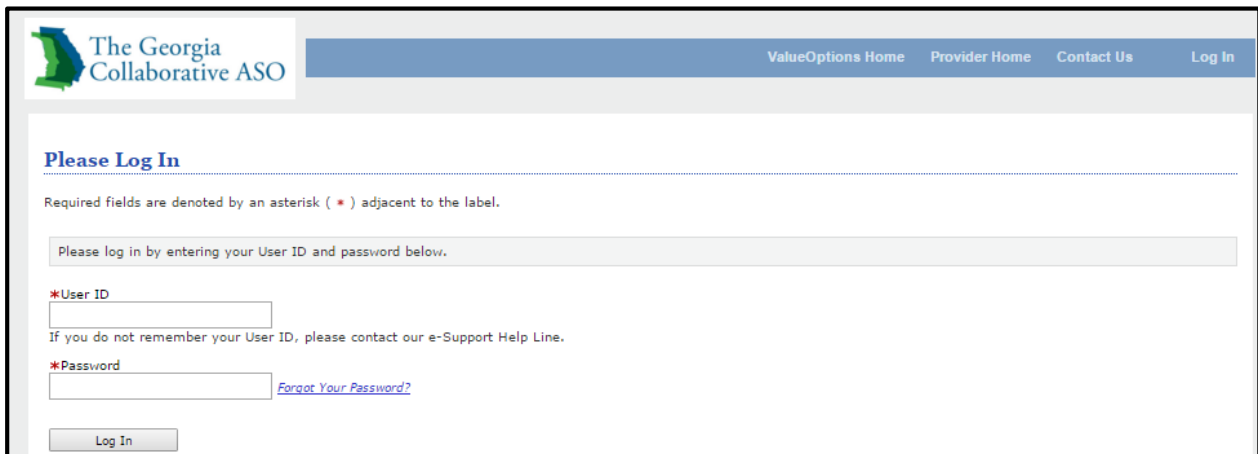 The Georgia
Collaborative ASO
ValueOptions Home Provider Home Contact Us Log In
Please Log In
Required fields are denoted by an asterisk ( * ) adjacent to the label.
Please log in by entering your User ID and password below.
*User ID
If you do not remember your User ID, please contact our e-Support Help Line.
*Password
Forgot Your Password?
Log In